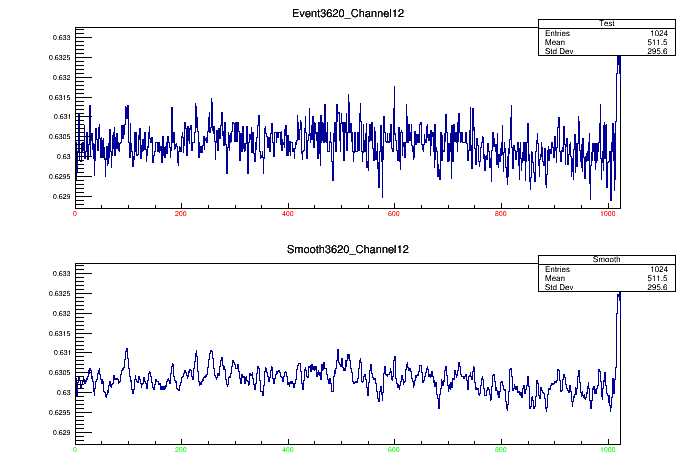 Event3620_Channel12
Test
Entries 1024
Mean 511.5
Std Dev 295.6
0.633
0.6325
0.632
0.6315
0.631
0.6305
0.63
0.6295
0.629
0 200 400 600 800 1000
Smooth3620_Channel12
Smooth
Entries 1024
Mean 511.5
Std Dev 295.6
0.633
0.6325
0.632
0.6315
0.631
0.6305
0.63
0.6295
0.629
0 200 400 600 800 1000